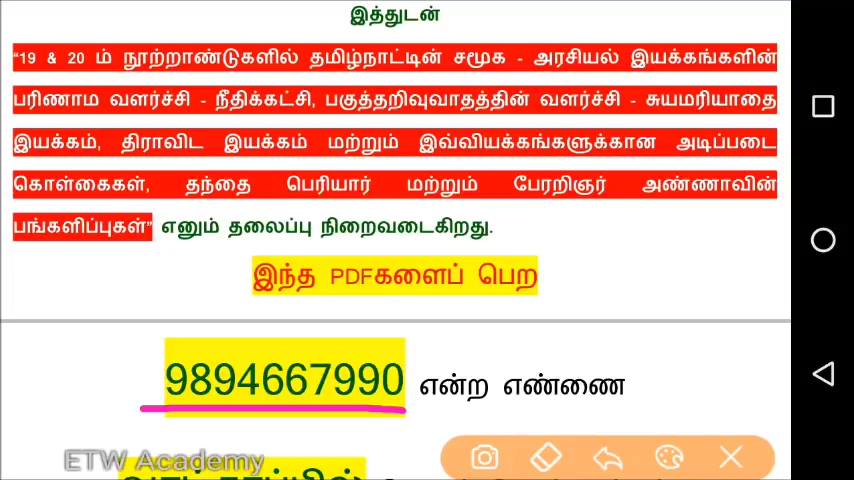 இத்துடன்
"19 & 20 ம் நூற்றாண்டுகளில் தமிழ்நாட்டின் சமூக - அரசியல் இயக்கங்களின்
பரிணாம வளர்ச்சி - நீதிக்கட்சி, பகுத்தறிவுவாதத்தின் வளர்ச்சி - சுயமரியாதை
இயக்கம், திராவிட இயக்கம் மற்றும் இவ்வியக்கங்களுக்கான அடிப்படை
கொள்கைகள், தந்தை பெரியார் மற்றும் பேரறிஞர் அண்ணாவின்
பங்களிப்புகள்" எனும் தலைப்பு நிறைவடைகிறது.
இந்த PDFகளைப் பெற
9894667990 என்ற எண்ணை
ETW Academy